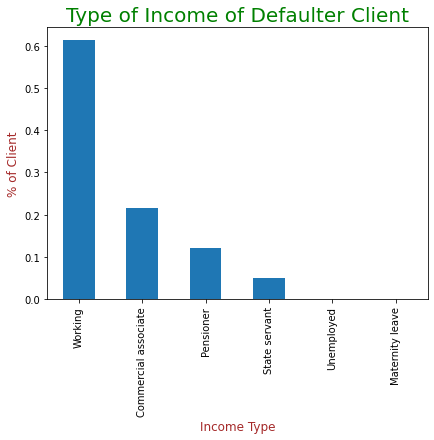 Type of Income of Defaulter Client
% of Client
0.6
0.5
0.4
0.3
0.2
0.1
0.0
Working
Commercial associate
Pensioner
State servant
Unemployed
Maternity leave
Income Type